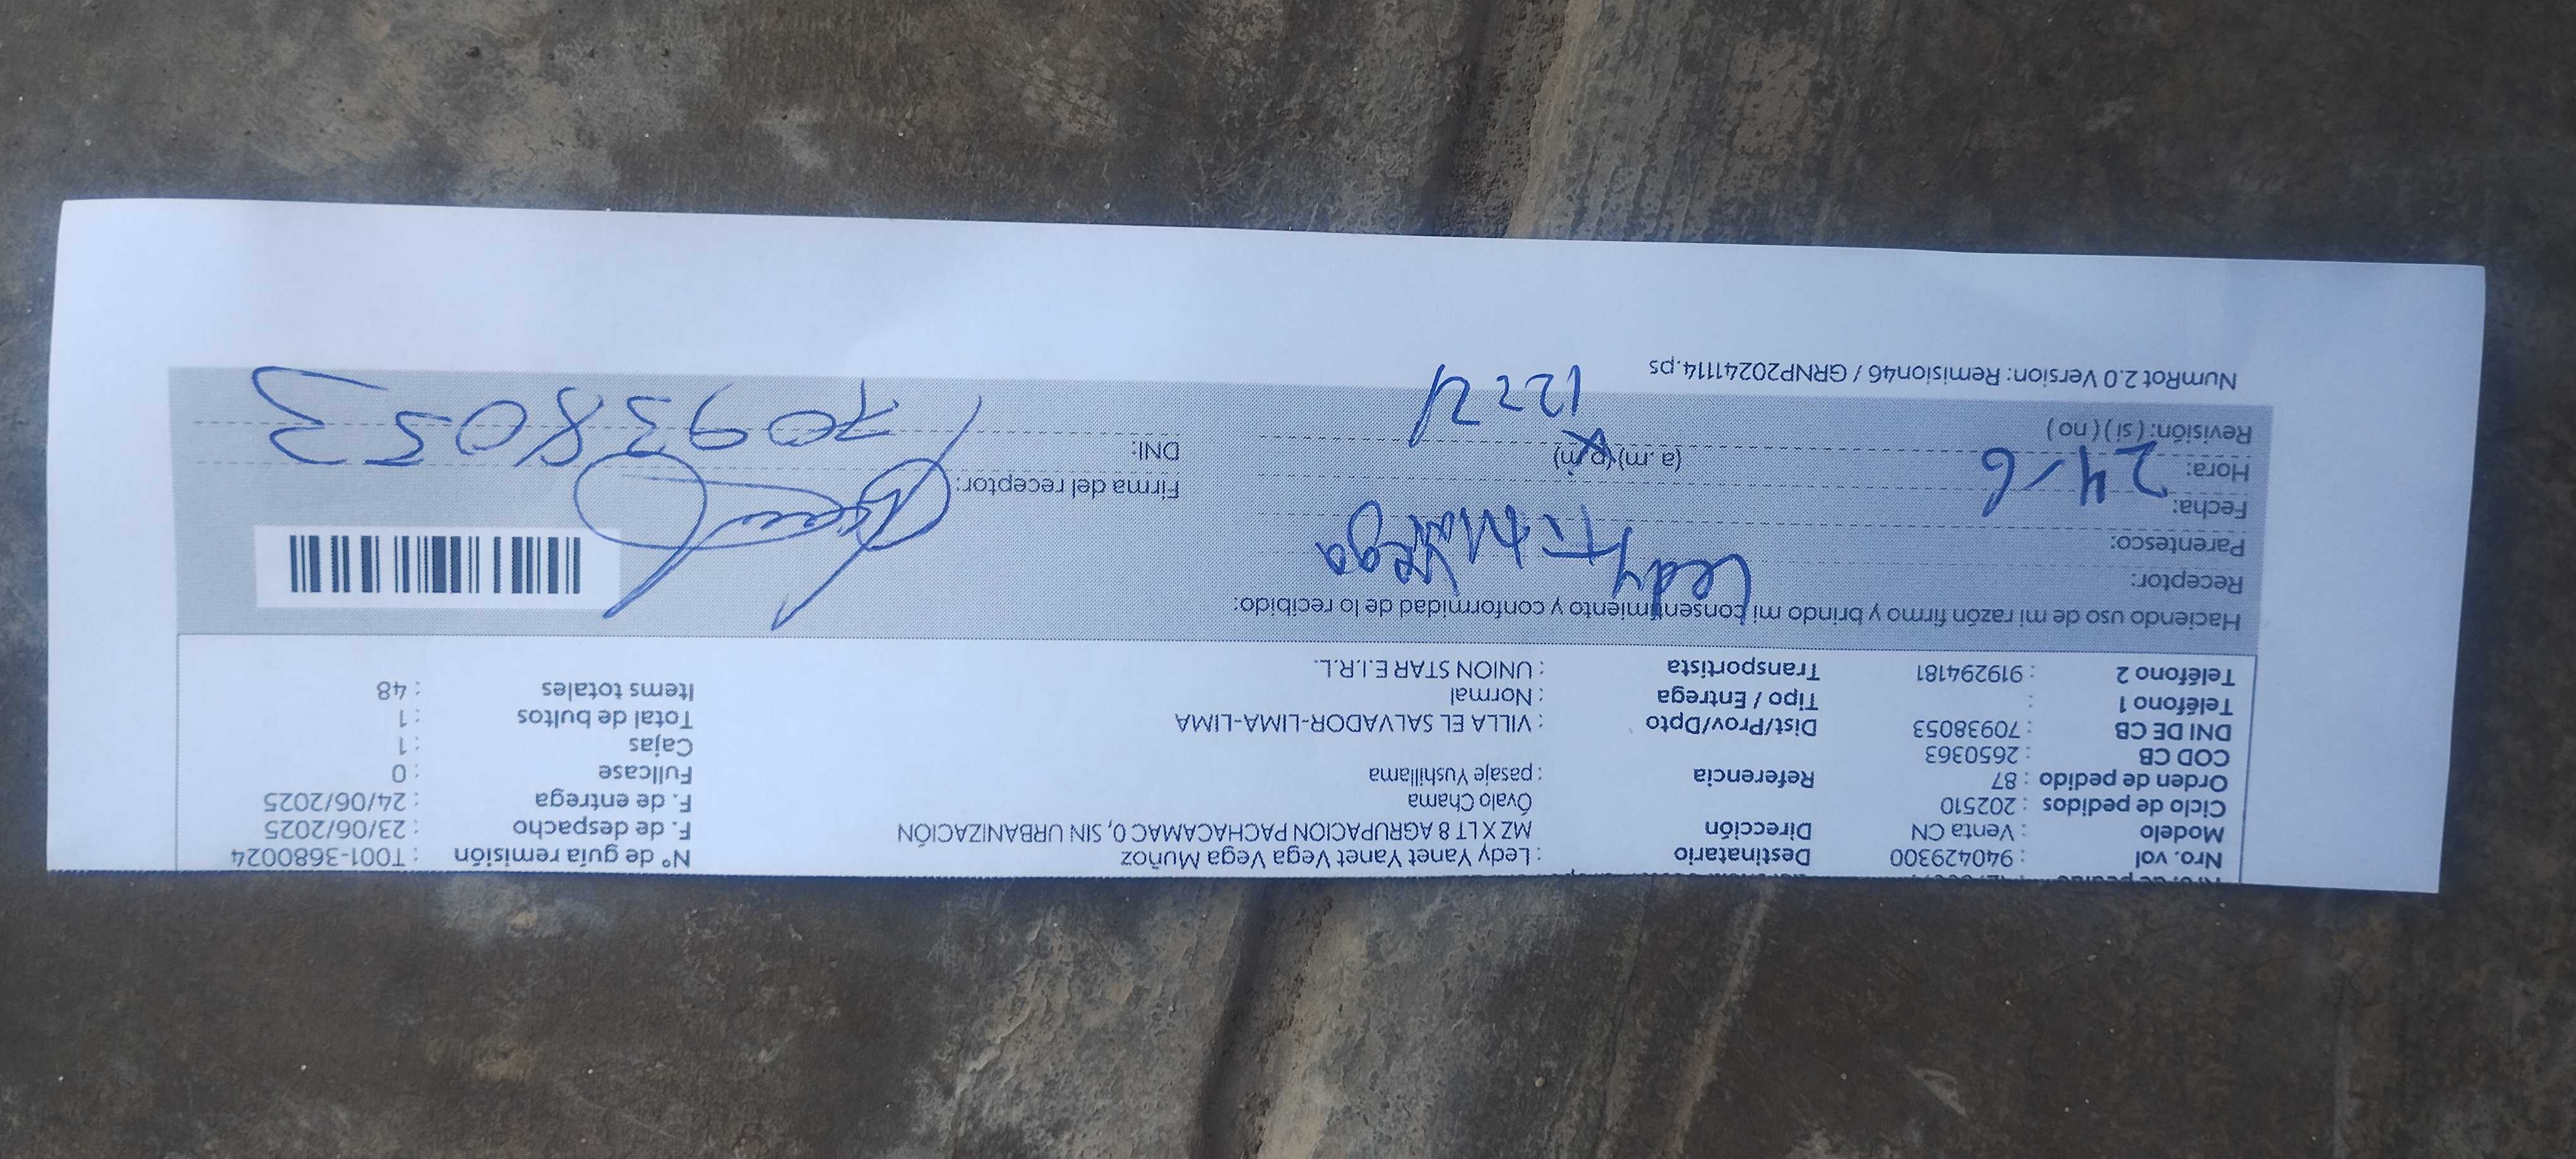 Nro. vol : 940429300 Destinatario : Ledy Yanet Yanet Vega Vega Muñoz Nº de guía remisión : T001-3680024
Modelo : Venta CN Dirección MZ X LT 8 AGRUPACION PACHACAMAC 0, SIN URBANIZACIÓN F. de despacho : 23/06/2025
Ciclo de pedidos : 202510 Óvalo Chama F. de entrega : 24/06/2025
Orden de pedido : 87 Referencia : pasaje Yushillama Fullcase : 0
COD CB : 2650363 Cajas : 1
DNI DE CB : 70938053 Dist/Prov/Dpto : VILLA EL SALVADOR-LIMA-LIMA Total de bultos : 1
Teléfono 1 : Tipo / Entrega : Normal Items totales : 48
Teléfono 2 : 919294181 Transportista : UNION STAR E.I.R.L.
Haciendo uso de mi razón firmo y brindo mi consentimiento y conformidad de lo recibido:
Receptor: Ledy Vega
Parentesco:
Fecha: 24-6 Firma del receptor:
Hora: (a.m) (p.m) DNI: 70938053
Revisión: ( si ) ( no )
NumRot 2.0 Version: Remision46 / GRNP20241114.ps